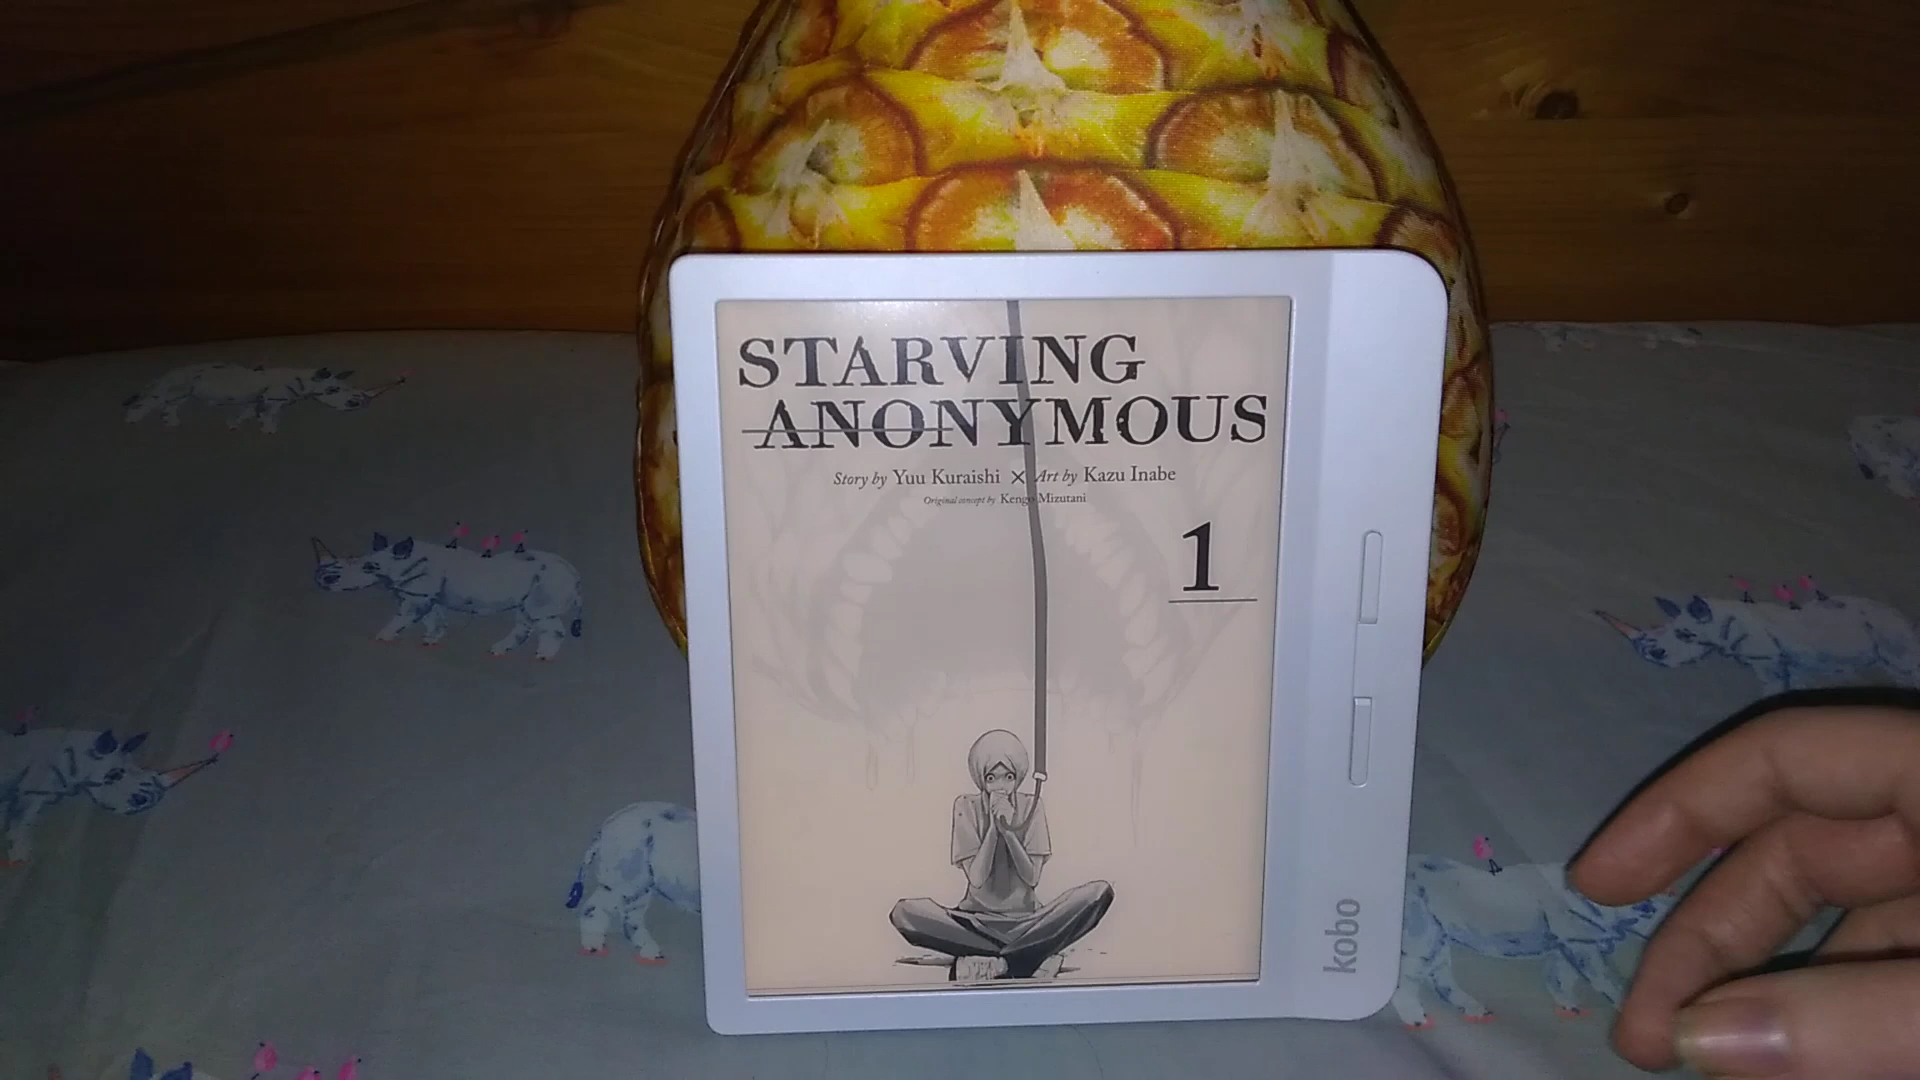 STARVING
ANONYMOUS
Story by Yuu Kuraishi × Art by Kazu Inabe
Original concept by Kengo Mizutani
1
kobo